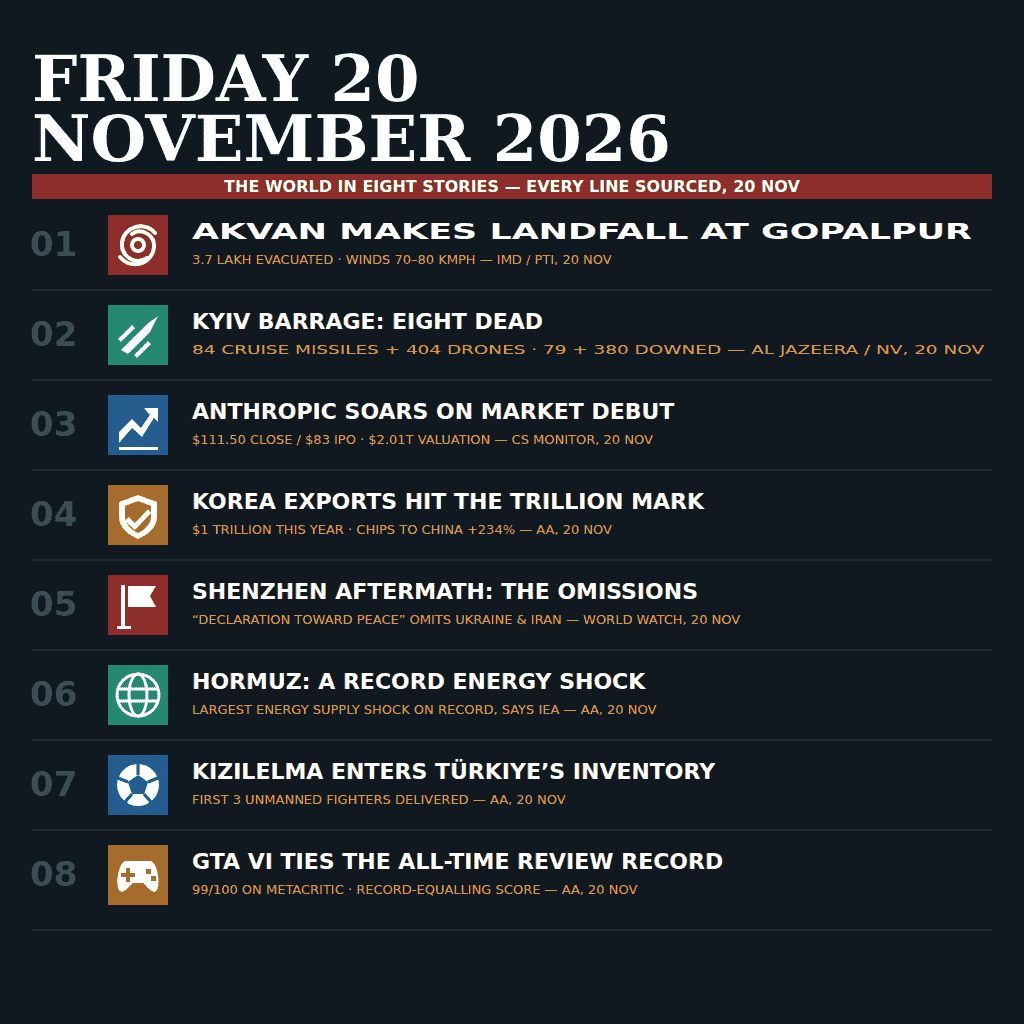 FRIDAY 20
NOVEMBER 2026
THE WORLD IN EIGHT STORIES — EVERY LINE SOURCED, 20 NOV
01
AKVAN MAKES LANDFALL AT GOPALPUR
3.7 LAKH EVACUATED · WINDS 70–80 KMPH — IMD / PTI, 20 NOV
02
KYIV BARRAGE: EIGHT DEAD
84 CRUISE MISSILES + 404 DRONES · 79 + 380 DOWNED — AL JAZEERA / NV, 20 NOV
03
ANTHROPIC SOARS ON MARKET DEBUT
$111.50 CLOSE / $83 IPO · $2.01T VALUATION — CS MONITOR, 20 NOV
04
KOREA EXPORTS HIT THE TRILLION MARK
$1 TRILLION THIS YEAR · CHIPS TO CHINA +234% — AA, 20 NOV
05
SHENZHEN AFTERMATH: THE OMISSIONS
“DECLARATION TOWARD PEACE” OMITS UKRAINE & IRAN — WORLD WATCH, 20 NOV
06
HORMUZ: A RECORD ENERGY SHOCK
LARGEST ENERGY SUPPLY SHOCK ON RECORD, SAYS IEA — AA, 20 NOV
07
KIZILELMA ENTERS TÜRKIYE’S INVENTORY
FIRST 3 UNMANNED FIGHTERS DELIVERED — AA, 20 NOV
08
GTA VI TIES THE ALL-TIME REVIEW RECORD
99/100 ON METACRITIC · RECORD-EQUALLING SCORE — AA, 20 NOV